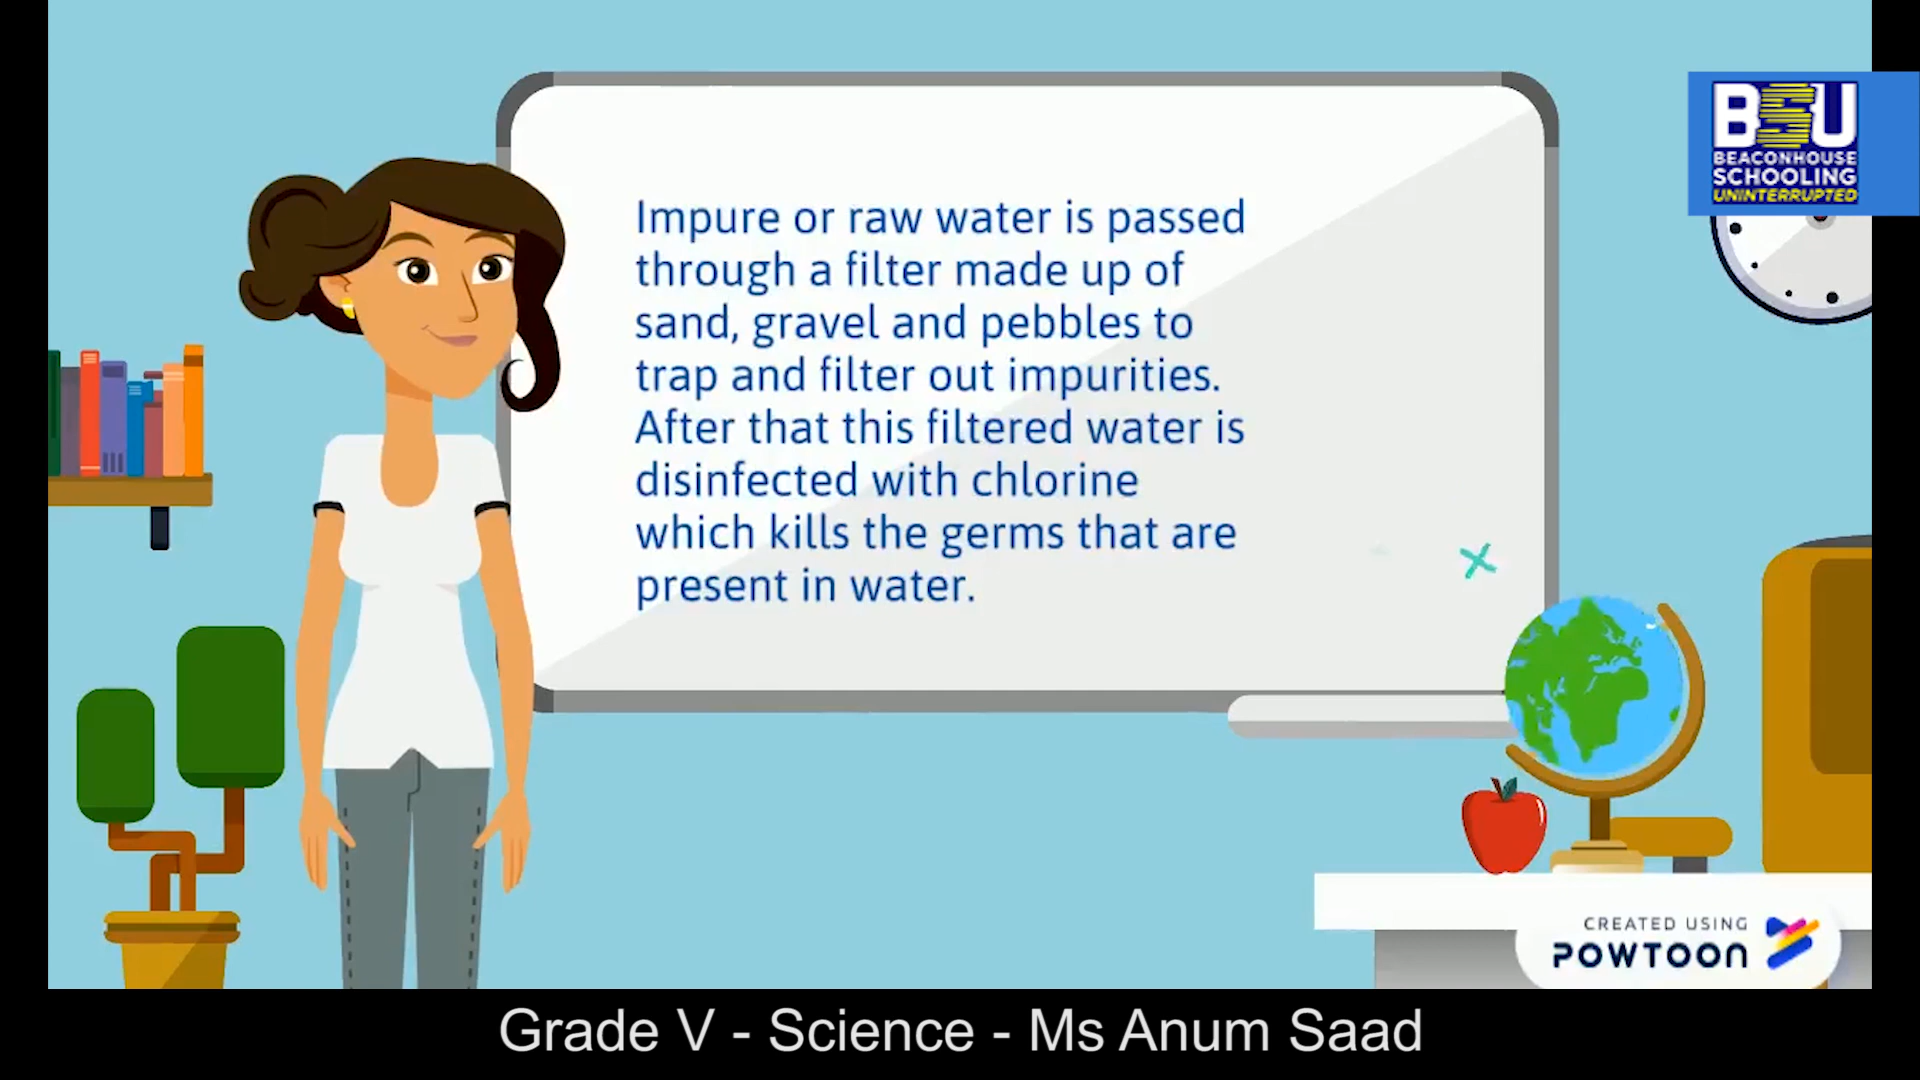 BSU
BEACONHOUSE
SCHOOLING
UNINTERRUPTED
Impure or raw water is passed
through a filter made up of
sand, gravel and pebbles to
trap and filter out impurities.
After that this filtered water is
disinfected with chlorine
which kills the germs that are
present in water.
CREATED USING
POWTOON
Grade V - Science - Ms Anum Saad